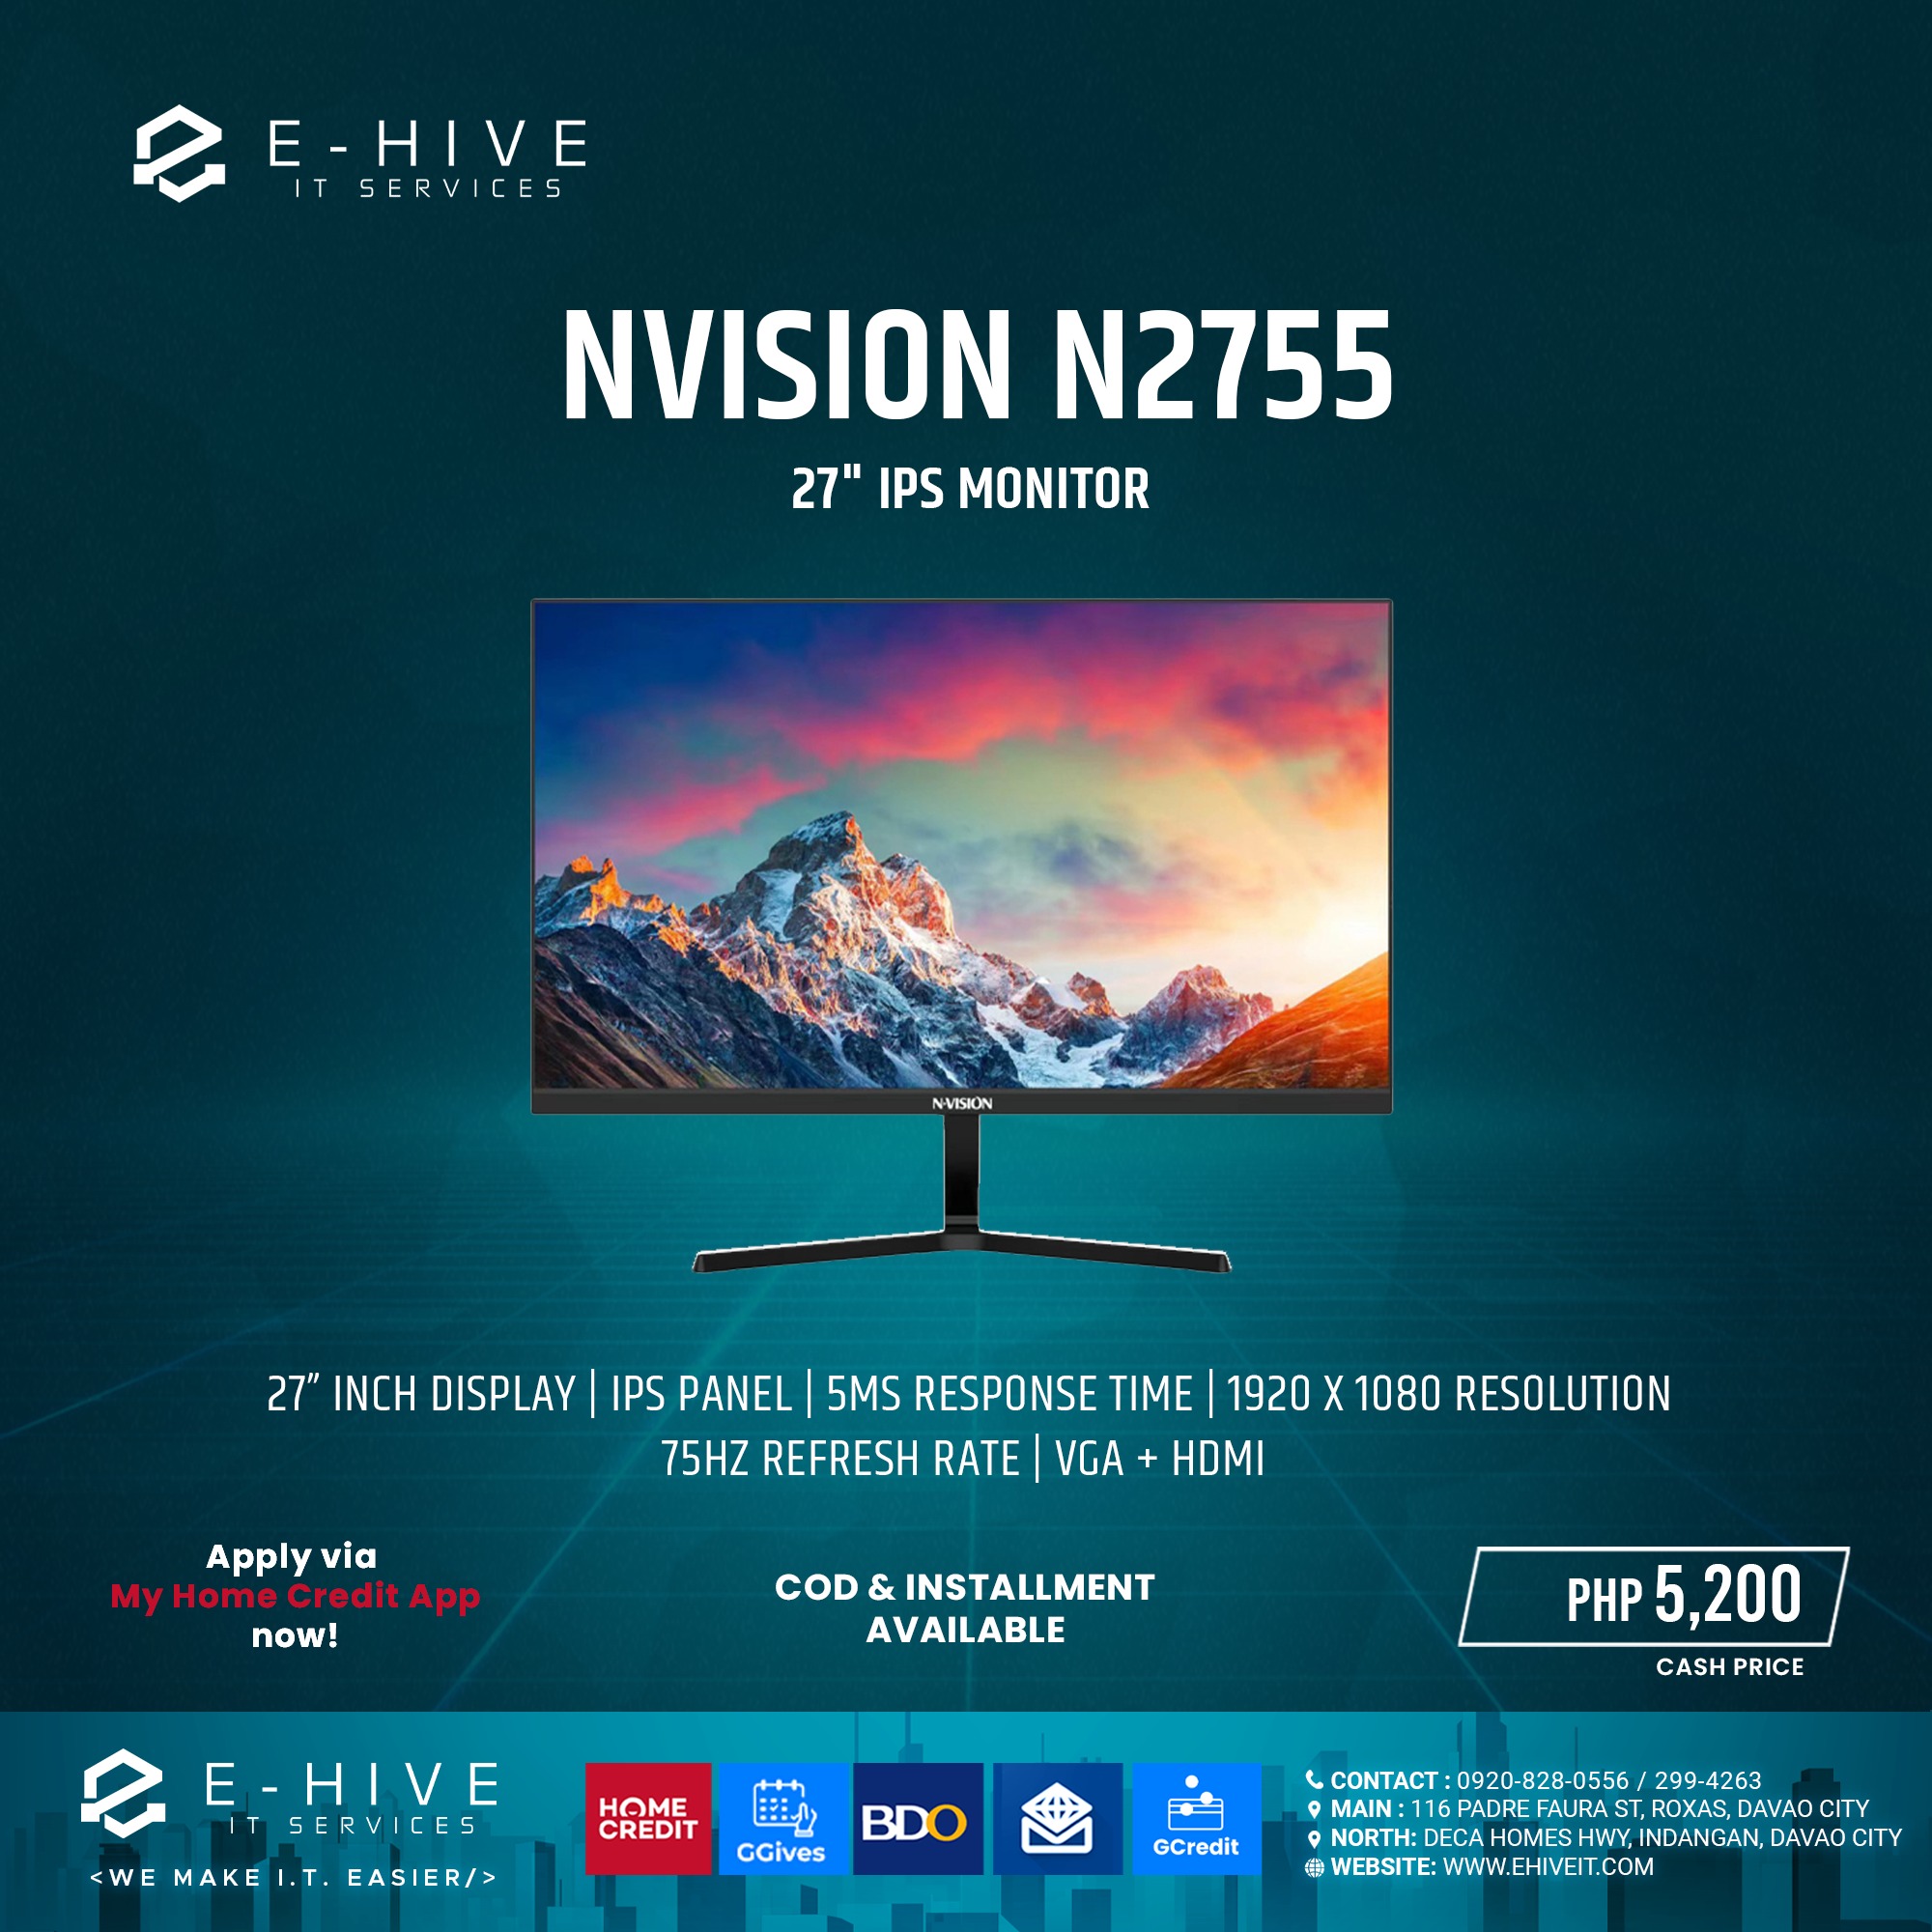 E-HIVE
IT SERVICES
NVISION N2755
27" IPS MONITOR
N-VISION
27” INCH DISPLAY | IPS PANEL | 5MS RESPONSE TIME | 1920 X 1080 RESOLUTION
75HZ REFRESH RATE | VGA + HDMI
Apply via
My Home Credit App
now!
COD & INSTALLMENT
AVAILABLE
PHP 5,200
CASH PRICE
E-HIVE
IT SERVICES
<WE MAKE I.T. EASIER/>
HOME
CREDIT
GGives
BDO
GCredit
CONTACT : 0920-828-0556 / 299-4263
MAIN : 116 PADRE FAURA ST, ROXAS, DAVAO CITY
NORTH: DECA HOMES HWY, INDANGAN, DAVAO CITY
WEBSITE: WWW.EHIVEIT.COM